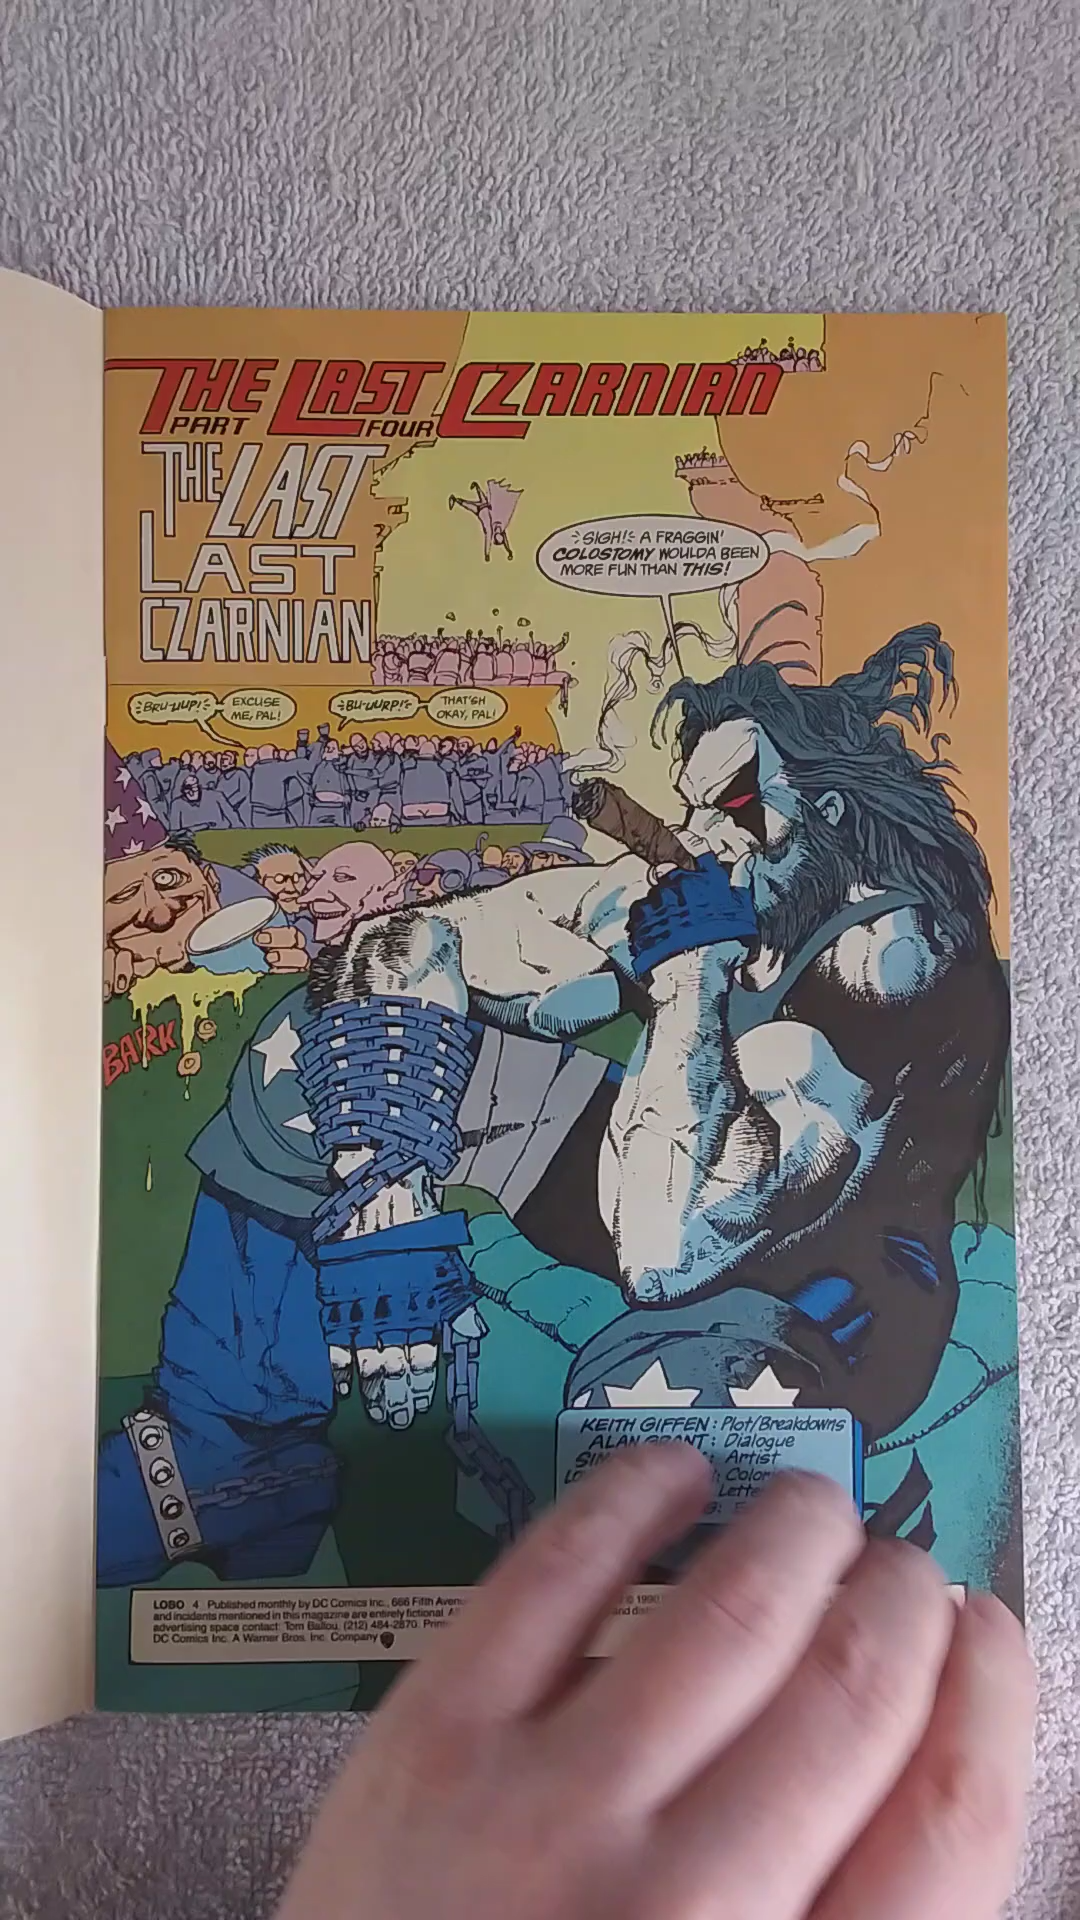 THE LAST CZARNIAN
PART FOUR
THE LAST
LAST
CZARNIAN
SIGH! A FRAGGIN'
COLOSTOMY WOULDA BEEN
MORE FUN THAN THIS!
BRU-UUP!
EXCUSE
ME, PAL!
BU-UURP!
THAT'SH
OKAY, PAL!
BARK
KEITH GIFFEN: Plot/Breakdowns
ALAN GRANT: Dialogue
: Artist
LOBO 4 Published monthly by DC Comics Inc., 666 Fifth © 1990
and incidents mentioned in this magazine are entirely fictional. and
advertising space contact: Tom Ballou, (212) 484-2870.
DC Comics Inc. A Warner Bros. Inc. Company